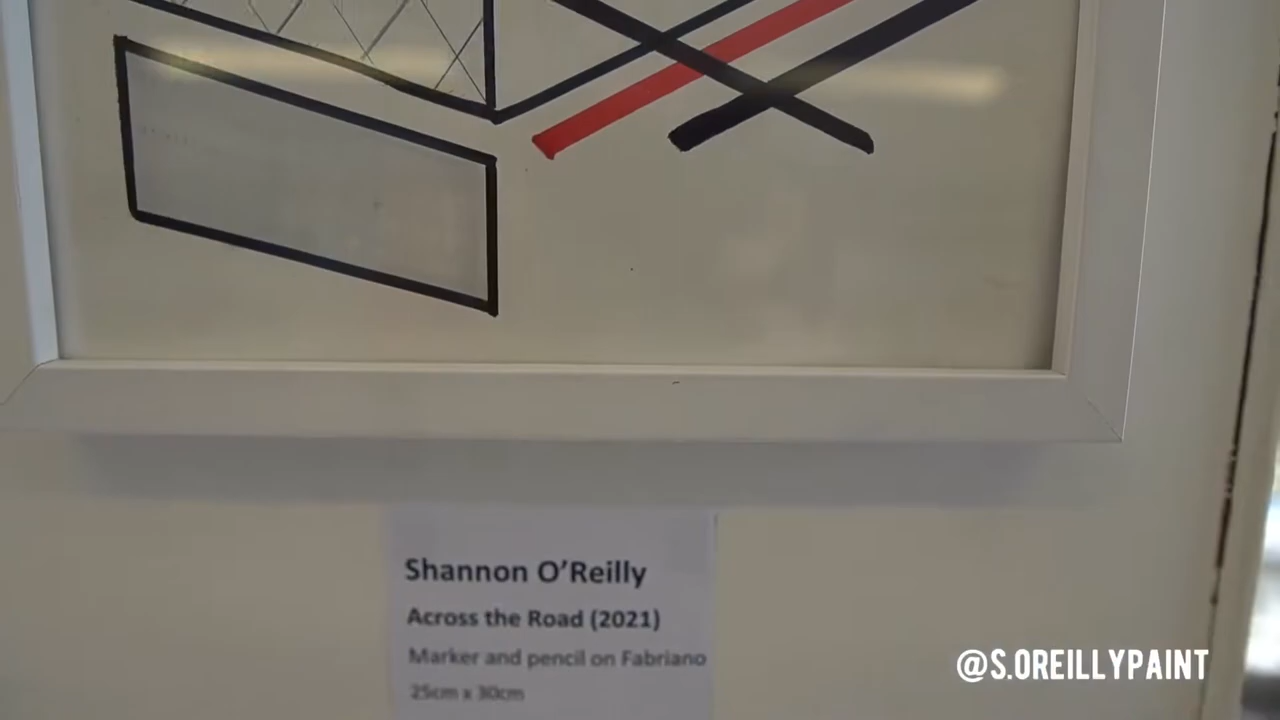 Shannon O'Reilly
Across the Road (2021)
Marker and pencil on Fabriano
25cm x 30cm
@S.OREILLYPAINT